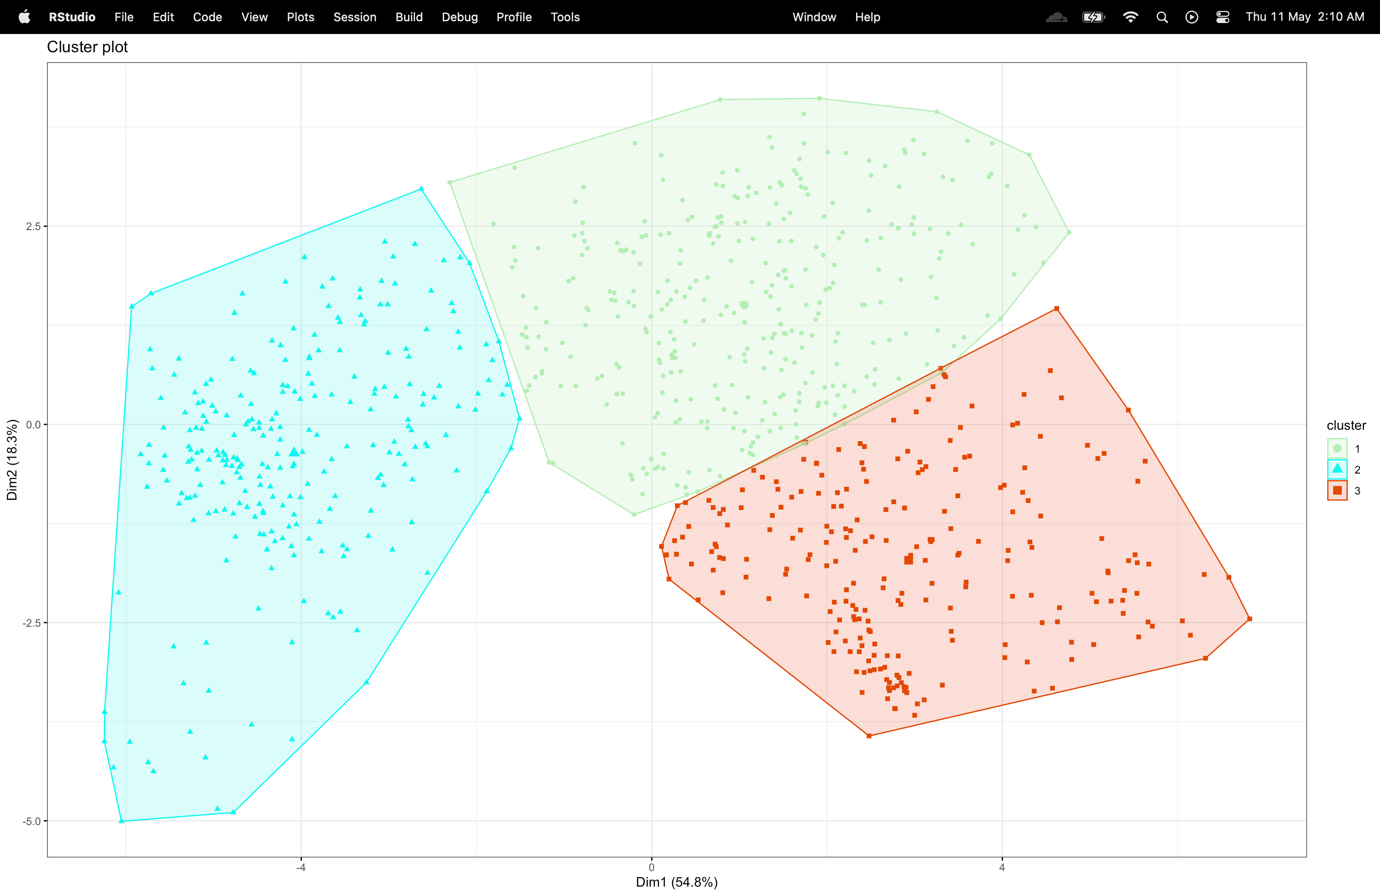 RStudio File Edit Code View Plots Session Build Debug Profile Tools Window Help Thu 11 May 2:10 AM
Cluster plot
2.5
0.0
-2.5
-5.0
Dim2 (18.3%)
-4 0 4
Dim1 (54.8%)
cluster
1
2
3